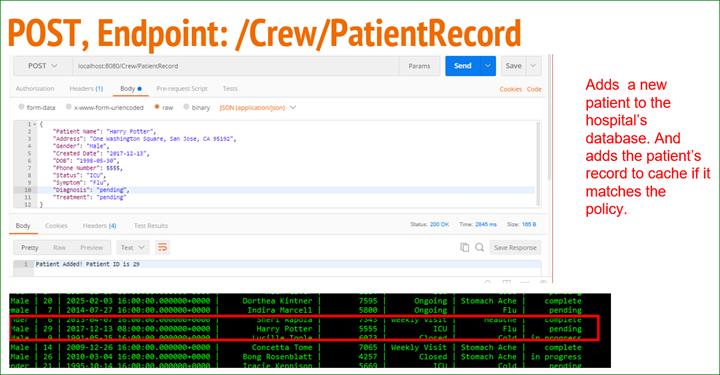 POST, Endpoint: /Crew/PatientRecord
POST localhost:8080/Crew/PatientRecord Params Send Save
Authorization Headers (1) Body Pre-request Script Tests Cookies Code
form-data x-www-form-urlencoded raw binary JSON (application/json)
1 {
2 "Patient Name": "Harry Potter",
3 "Address": "One Washington Square, San Jose, CA 95192",
4 "Gender": "Male",
5 "Created Date": "2017-12-13",
6 "DOB": "1998-05-30",
7 "Phone Number": 5555,
8 "Status": "ICU",
9 "Symptom": "Flu",
10 "Diagnosis": "pending",
11 "Treatment": "pending"
12 }
Body Cookies Headers (4) Test Results Status: 200 OK Time: 2845 ms Size: 165 B
Pretty Raw Preview Text Save Response
1 Patient Added! Patient ID is 29
Adds a new
patient to the
hospital's
database. And
adds the patient's
record to cache if it
matches the
policy.
Male | 20 | 2025-02-03 16:00:00.000000+0000 | Dorthea Kintner | 7595 | Ongoing | Stomach Ache | complete
male | 7 | 2014-07-27 16:00:00.000000+0000 | Indira Marcell | 5800 | Ongoing | Flu | pending
Male | 29 | 2017-12-13 08:00:00.000000+0000 | Harry Potter | 5555 | ICU | Flu | pending
Male | 14 | 2009-12-26 16:00:00.000000+0000 | Concetta Tome | 7065 | Weekly Visit | Stomach Ache | complete
Male | 26 | 2010-03-04 16:00:00.000000+0000 | Bong Rosenblatt | 4257 | Closed | Stomach Ache | in progress